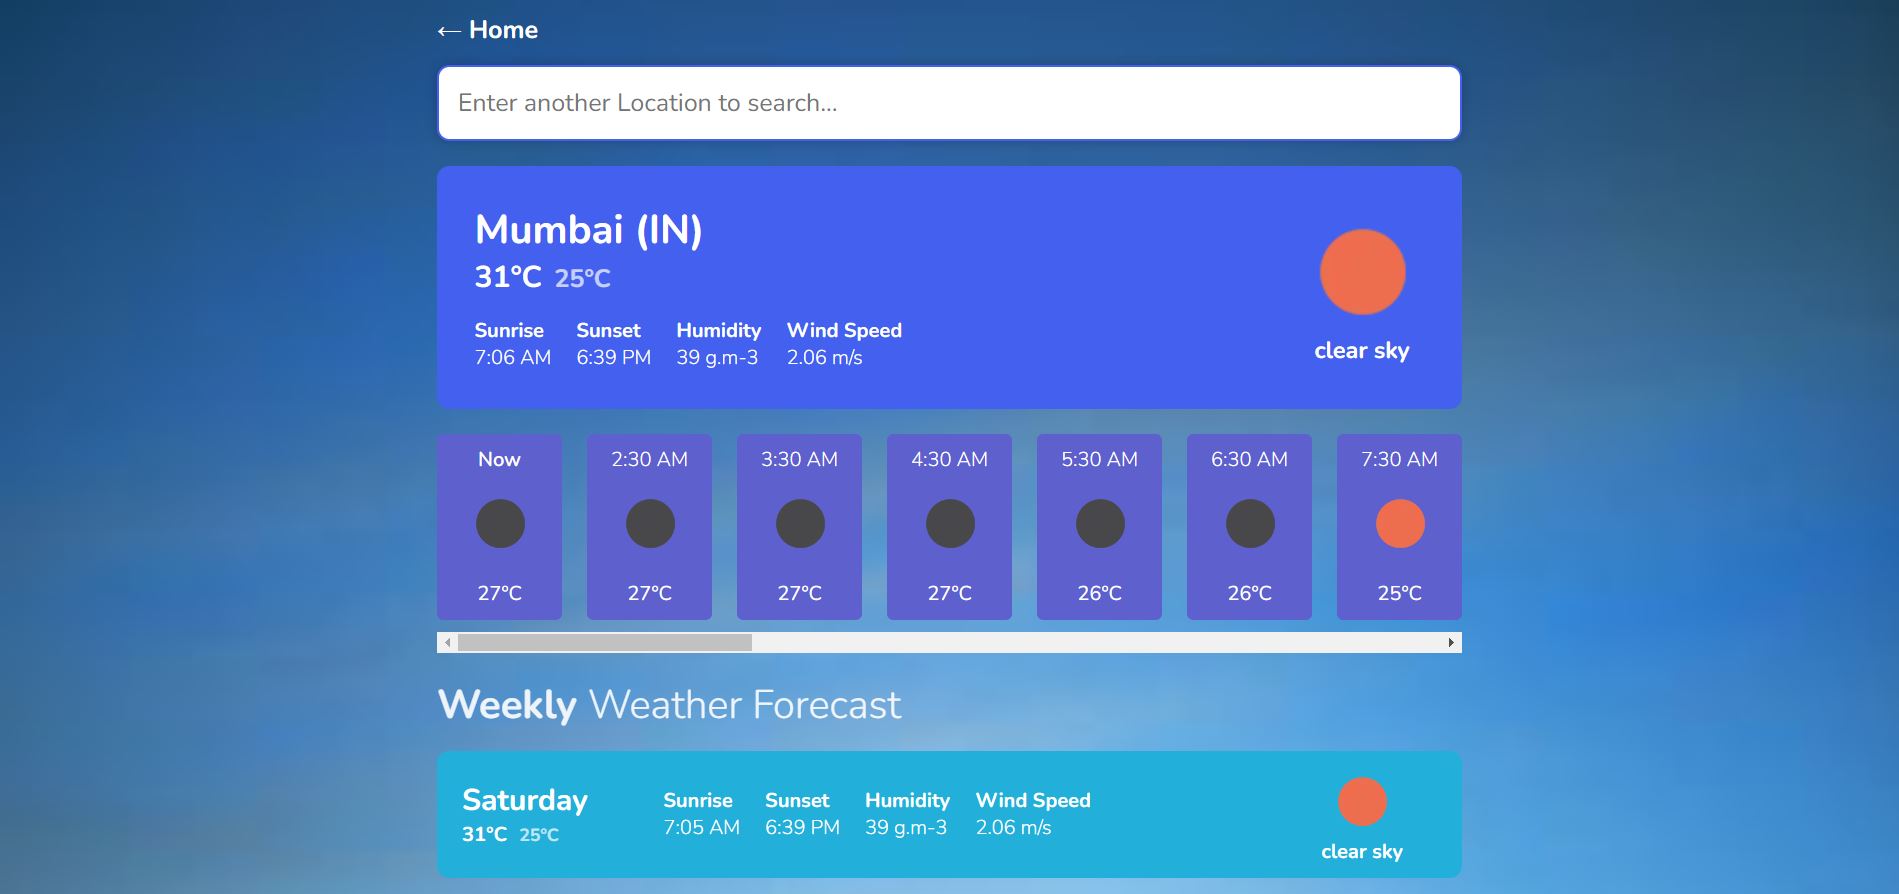 ← Home
Enter another Location to search...
Mumbai (IN)
31°C 25°C
Sunrise Sunset Humidity Wind Speed
7:06 AM 6:39 PM 39 g.m-3 2.06 m/s
clear sky
Now 2:30 AM 3:30 AM 4:30 AM 5:30 AM 6:30 AM 7:30 AM
27°C 27°C 27°C 27°C 26°C 26°C 25°C
Weekly Weather Forecast
Saturday
31°C 25°C
Sunrise Sunset Humidity Wind Speed
7:05 AM 6:39 PM 39 g.m-3 2.06 m/s
clear sky